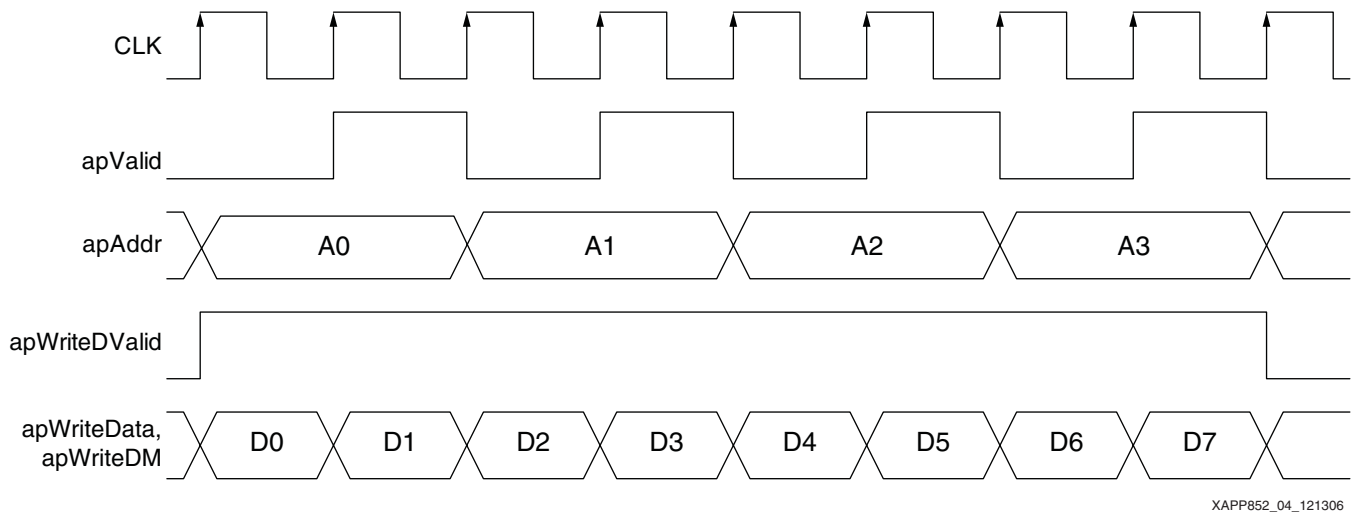 CLK
apValid
apAddr
A0
A1
A2
A3
apWriteDValid
apWriteData,
apWriteDM
D0
D1
D2
D3
D4
D5
D6
D7
XAPP852_04_121306